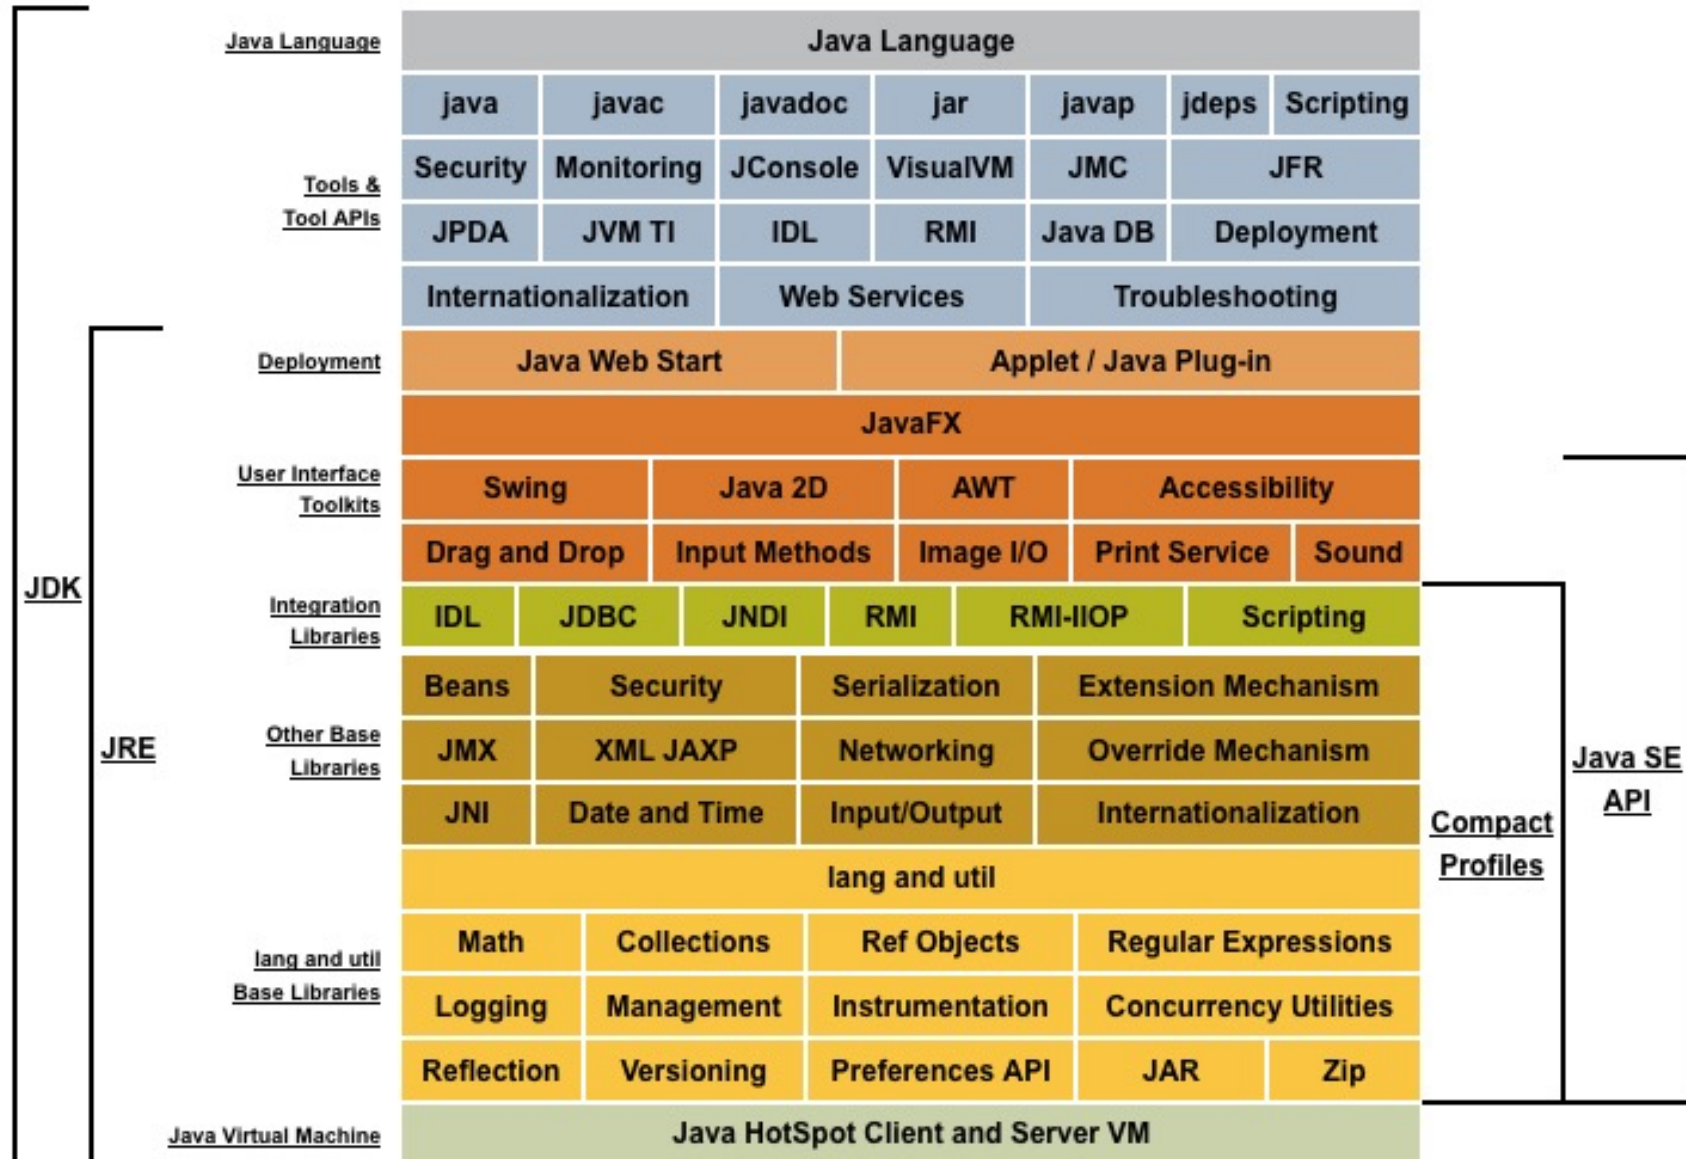 Java Language
Java Language
java javac javadoc jar javap jdeps Scripting
Tools &
Tool APIs
Security Monitoring JConsole VisualVM JMC JFR
JPDA JVM TI IDL RMI Java DB Deployment
Internationalization Web Services Troubleshooting
Deployment
Java Web Start Applet / Java Plug-in
JavaFX
User Interface
Toolkits
Swing Java 2D AWT Accessibility
Drag and Drop Input Methods Image I/O Print Service Sound
JDK
Integration
Libraries
IDL JDBC JNDI RMI RMI-IIOP Scripting
Beans Security Serialization Extension Mechanism
JRE
Other Base
Libraries
JMX XML JAXP Networking Override Mechanism
Java SE
API
JNI Date and Time Input/Output Internationalization
Compact
Profiles
lang and util
lang and util
Base Libraries
Math Collections Ref Objects Regular Expressions
Logging Management Instrumentation Concurrency Utilities
Reflection Versioning Preferences API JAR Zip
Java Virtual Machine
Java HotSpot Client and Server VM